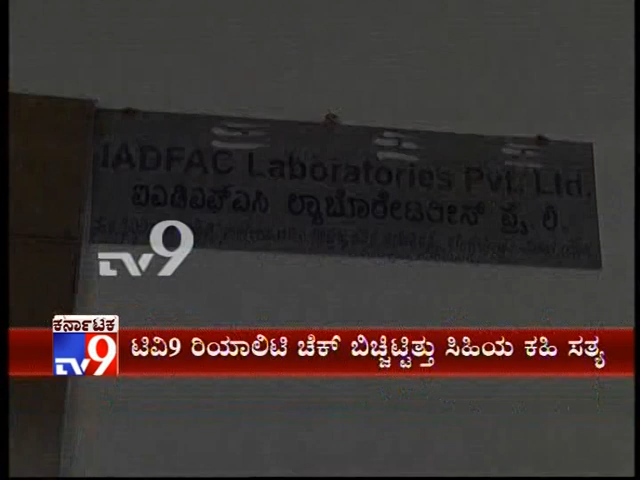 IADFAC Laboratories Pvt. Ltd.
ಐಎಡಿಎಫ್ಎಸಿ ಲ್ಯಾಬೋರೇಟರೀಸ್ ಪ್ರೈ. ಲಿ.
TV9
ಕರ್ನಾಟಕ
TV9
ಟಿವಿ9 ರಿಯಾಲಿಟಿ ಚೆಕ್ ಬಿಚ್ಚಿಟ್ಟಿತ್ತು ಸಿಹಿಯ ಕಹಿ ಸತ್ಯ